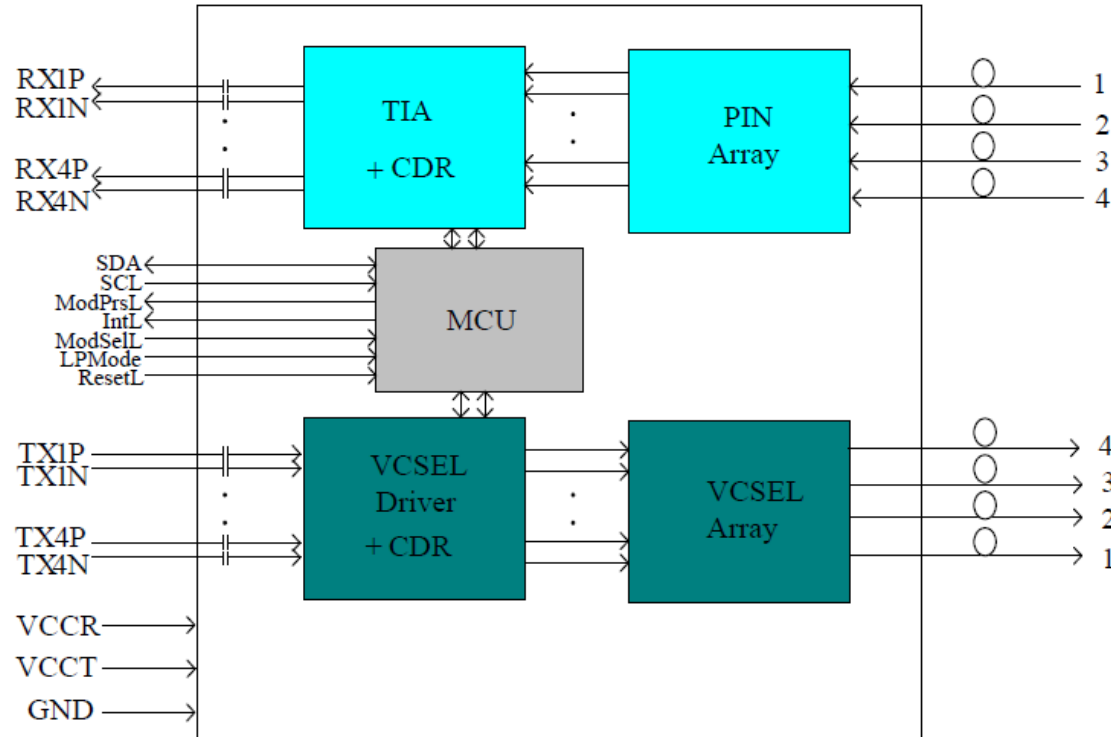 RX1P
RX1N
RX4P
RX4N
TIA
+ CDR
PIN
Array
1
2
3
4
SDA
SCL
ModPrsL
IntL
ModSelL
LPMode
ResetL
MCU
TX1P
TX1N
TX4P
TX4N
VCSEL
Driver
+ CDR
VCSEL
Array
4
3
2
1
VCCR
VCCT
GND